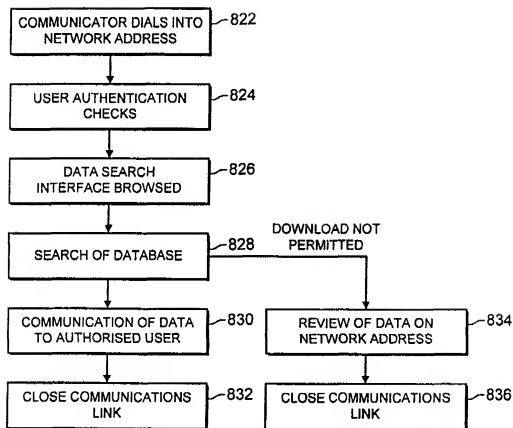 COMMUNICATOR DIALS INTO
NETWORK ADDRESS
822
USER AUTHENTICATION
CHECKS
824
DATA SEARCH
INTERFACE BROWSED
826
SEARCH OF DATABASE
828
DOWNLOAD NOT
PERMITTED
COMMUNICATION OF DATA
TO AUTHORISED USER
830
REVIEW OF DATA ON
NETWORK ADDRESS
834
CLOSE COMMUNICATIONS
LINK
832
CLOSE COMMUNICATIONS
LINK
836